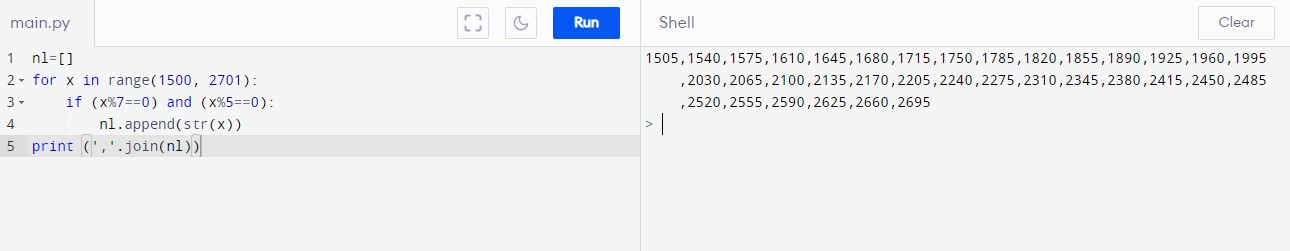 main.py
Run
Shell
Clear
1 nl=[]
2 for x in range(1500, 2701):
3     if (x%7==0) and (x%5==0):
4         nl.append(str(x))
5 print (','.join(nl))
1505,1540,1575,1610,1645,1680,1715,1750,1785,1820,1855,1890,1925,1960,1995
,2030,2065,2100,2135,2170,2205,2240,2275,2310,2345,2380,2415,2450,2485
,2520,2555,2590,2625,2660,2695
>